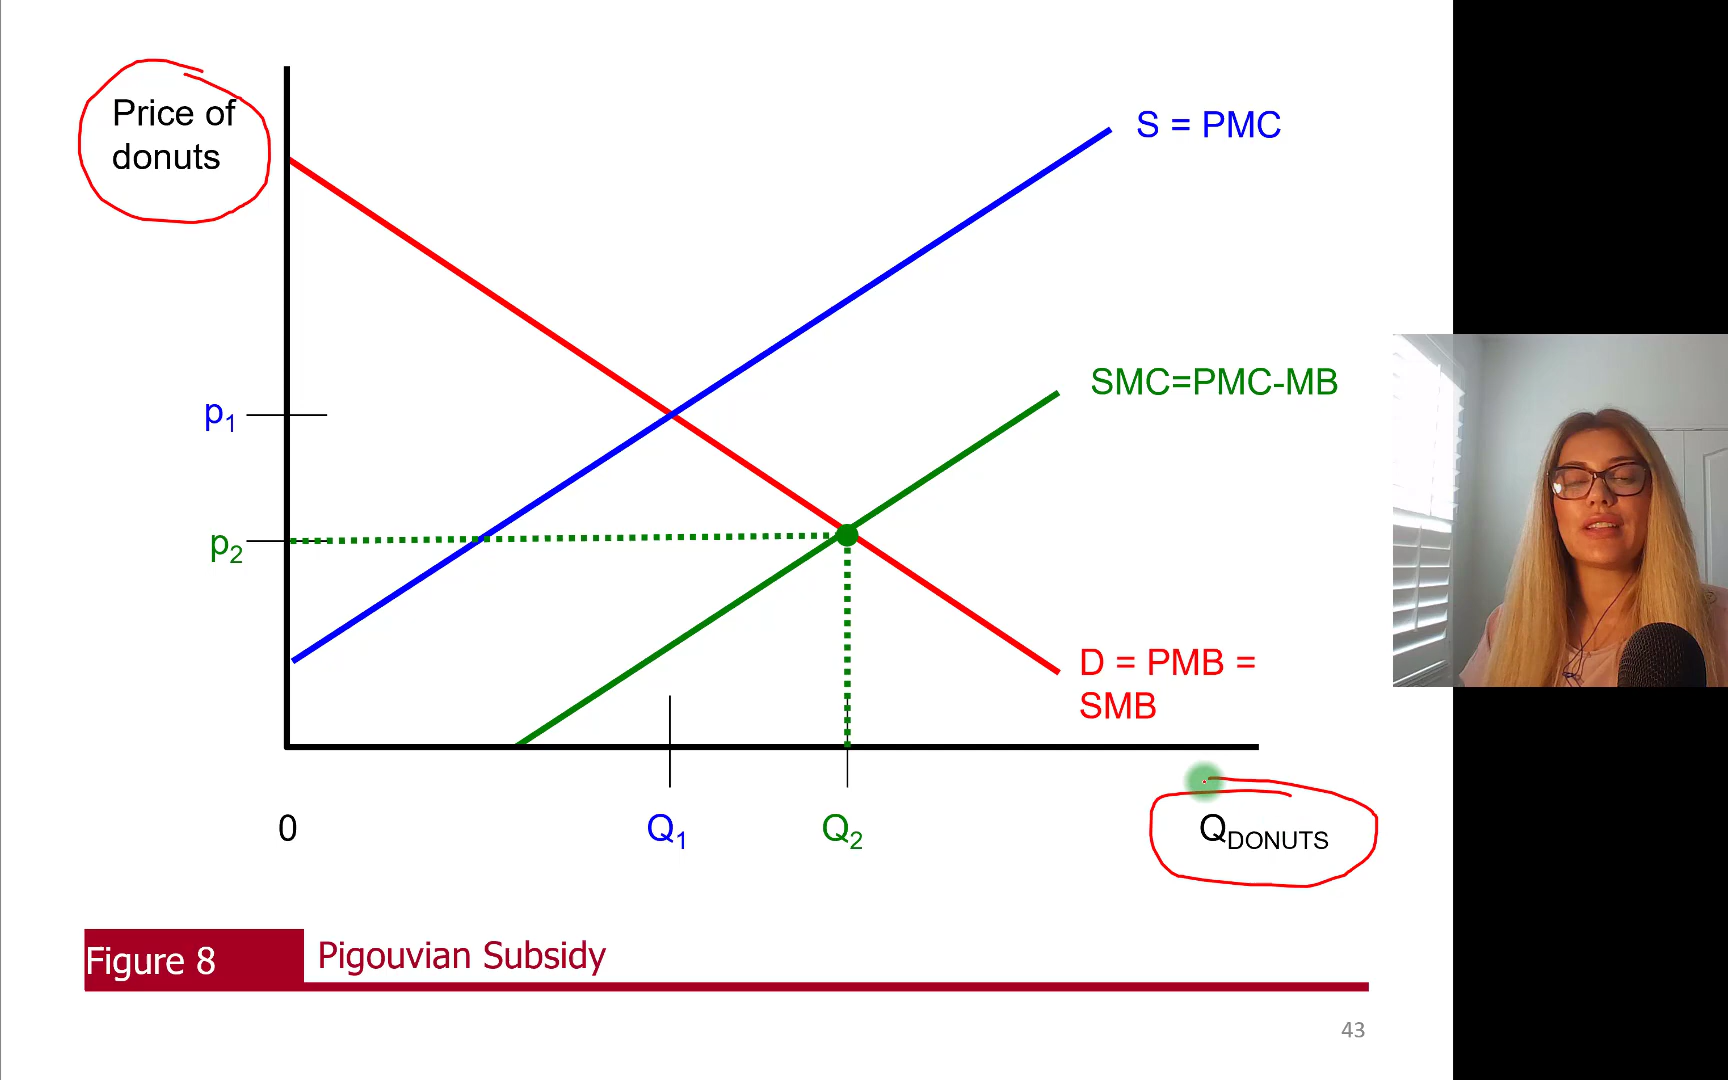 Price of
donuts
S = PMC
SMC=PMC-MB
p₁
p₂
D = PMB =
SMB
0
Q₁
Q₂
Q DONUTS
Figure 8
Pigouvian Subsidy
43